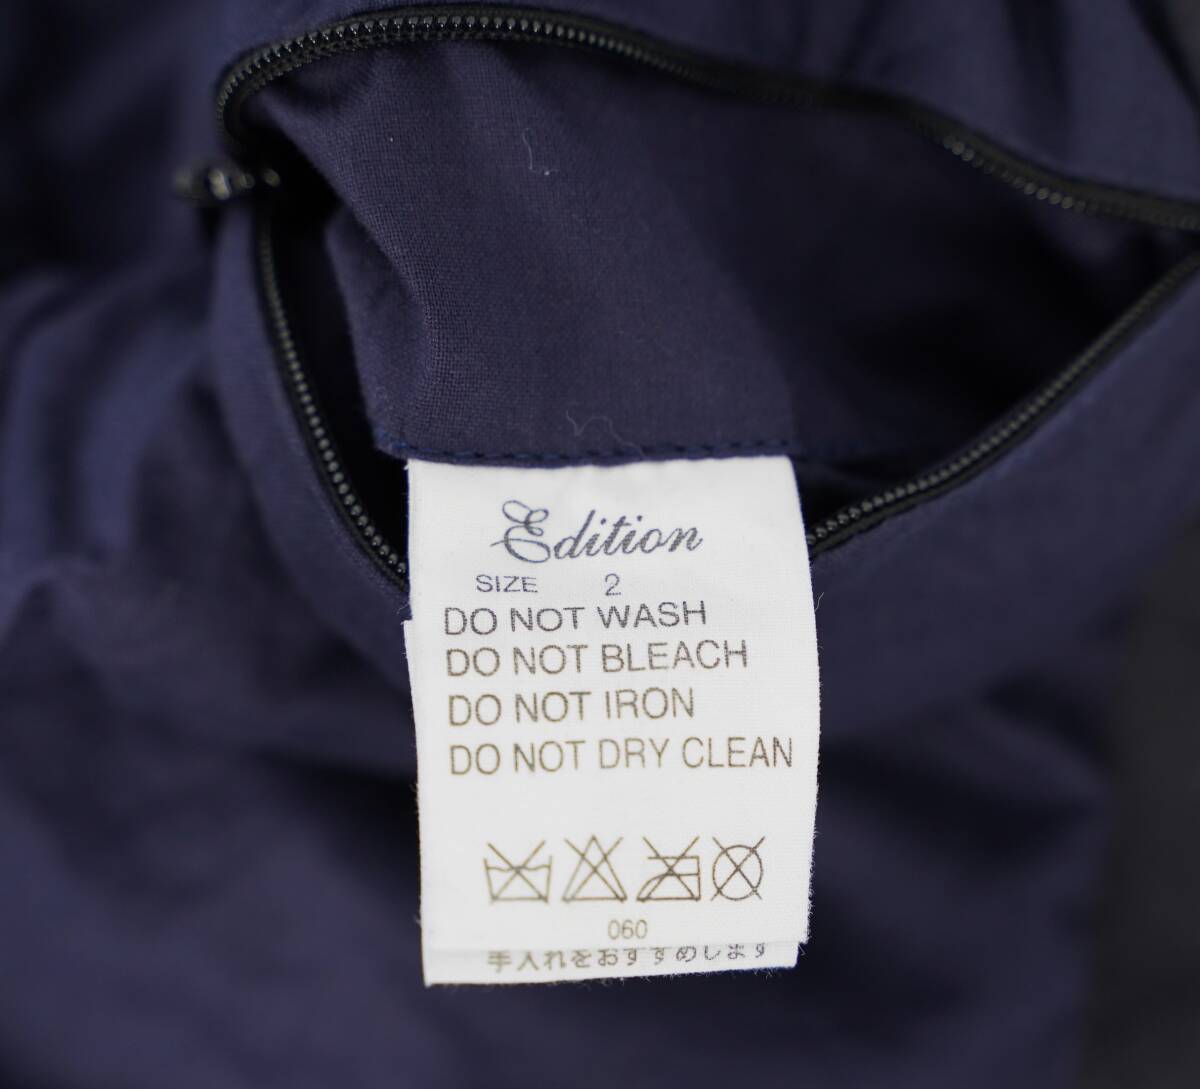 Edition
SIZE 2
DO NOT WASH
DO NOT BLEACH
DO NOT IRON
DO NOT DRY CLEAN
060
手入れをおすすめします